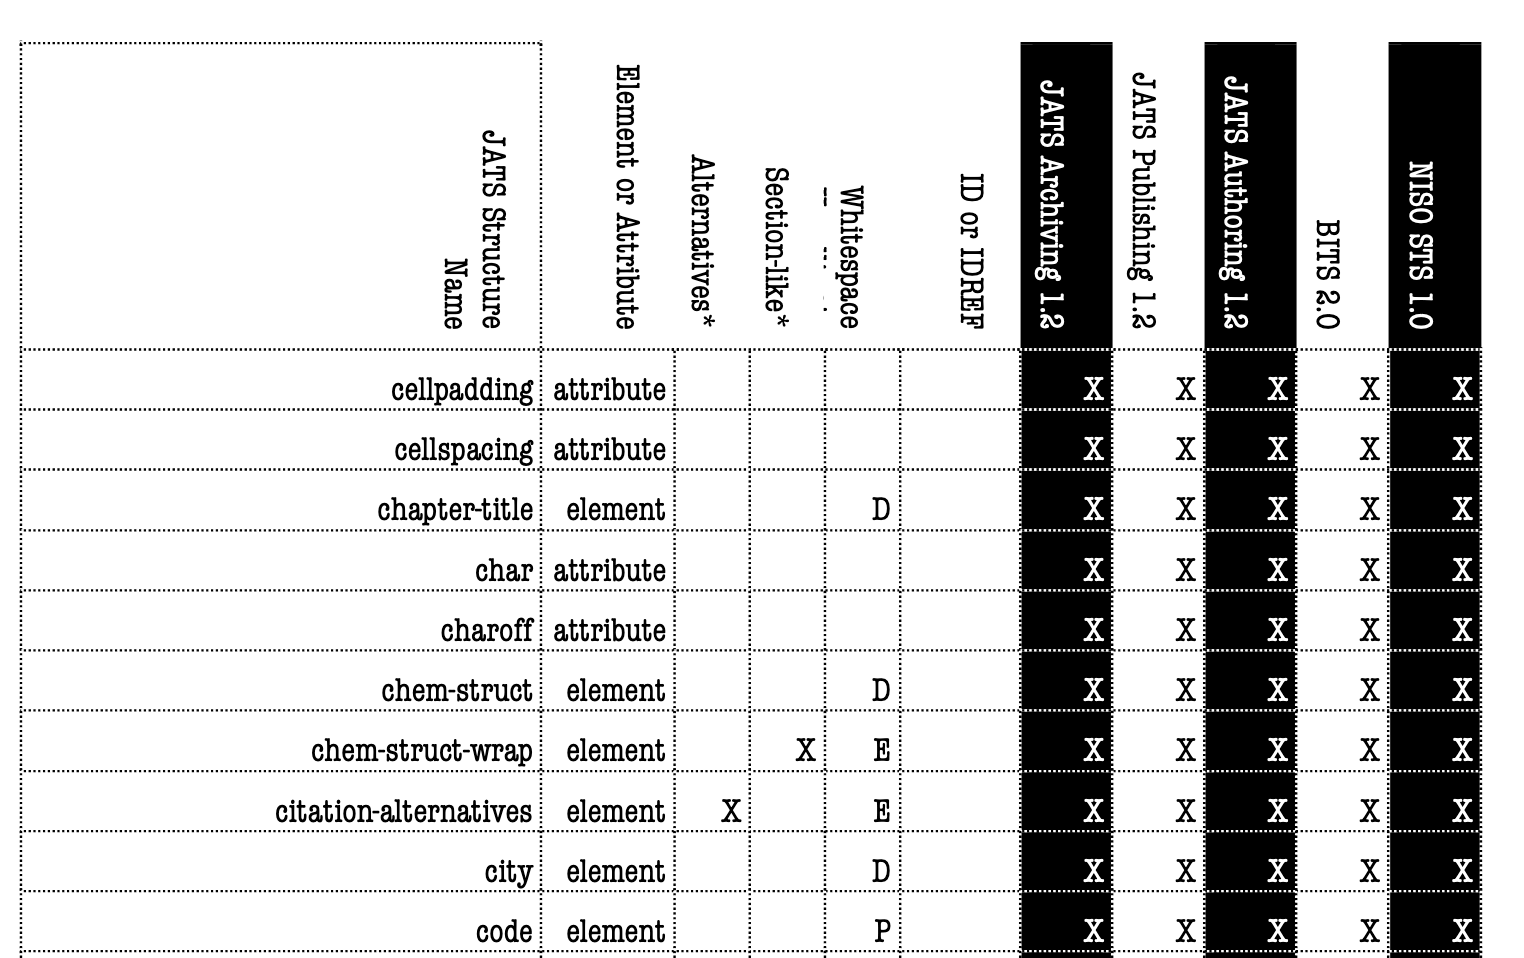 JATS Structure
Name
Element or Attribute
Alternatives*
Section-like*
Whitespace
ID or IDREF
JATS Archiving 1.2
JATS Publishing 1.2
JATS Authoring 1.2
BITS 2.0
NISO STS 1.0
cellpadding attribute X X X X X
cellspacing attribute X X X X X
chapter-title element D X X X X X
char attribute X X X X X
charoff attribute X X X X X
chem-struct element D X X X X X
chem-struct-wrap element X E X X X X X
citation-alternatives element X E X X X X X
city element D X X X X X
code element P X X X X X